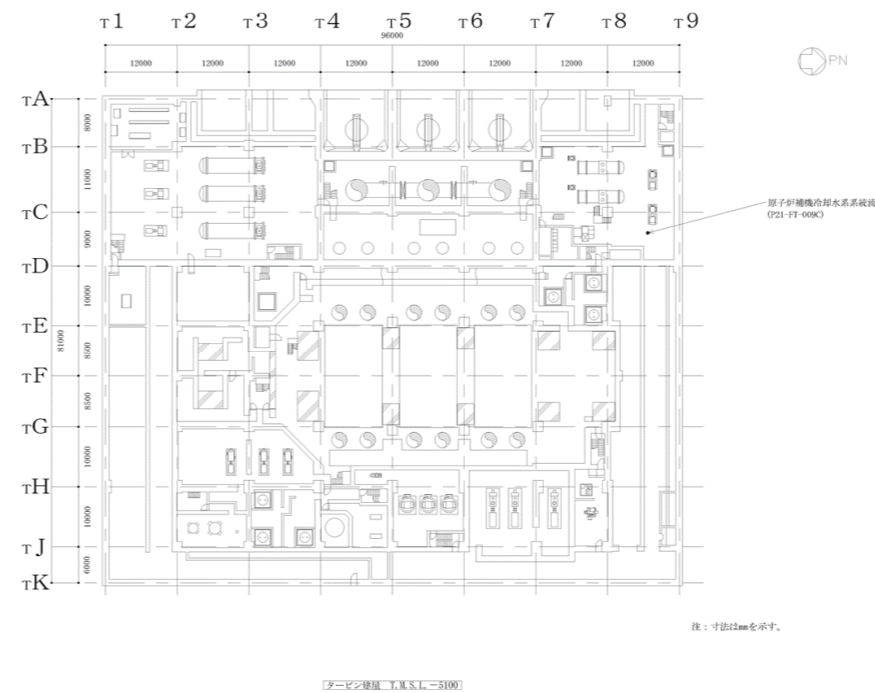 T1 T2 T3 T4 T5 T6 T7 T8 T9
96000
12000 12000 12000 12000 12000 12000 12000 12000
PN
TA
8000
TB
11000
TC
9000
TD
10000
TE
8500
81000
TF
8500
TG
10000
TH
10000
TJ
6000
TK
原子炉補機冷却水系系統流
(P21-FT-009C)
注：寸法はmmを示す。
タービン建屋 T.M.S.L.-5100